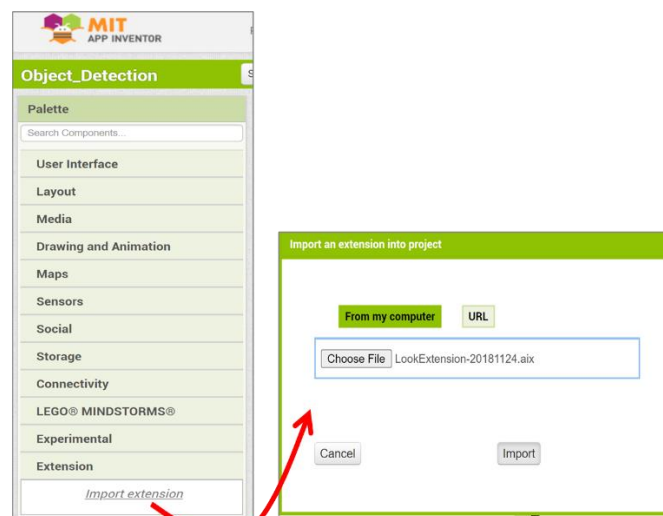 MIT
APP INVENTOR
Object_Detection
Palette
Search Components...
User Interface
Layout
Media
Drawing and Animation
Maps
Sensors
Social
Storage
Connectivity
LEGO® MINDSTORMS®
Experimental
Extension
Import extension
Import an extension into project
From my computer URL
Choose File LookExtension-20181124.aix
Cancel Import